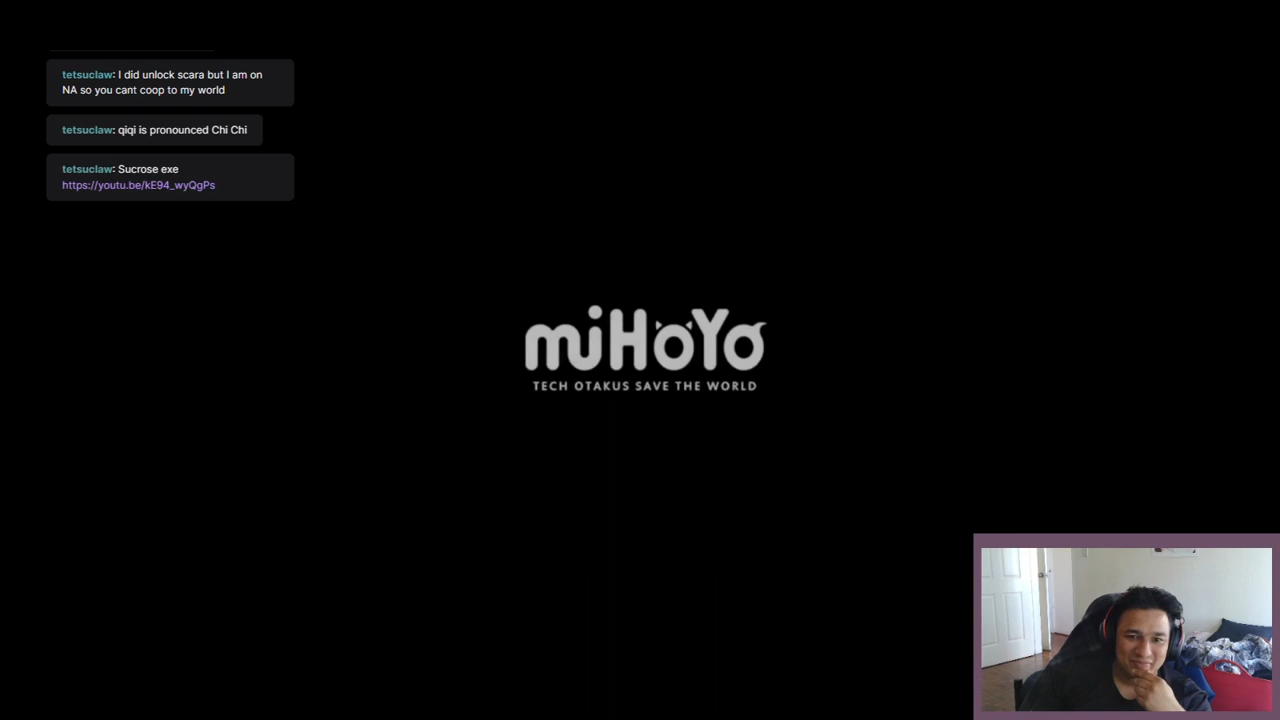 tetsuclaw: I did unlock scara but I am on
NA so you cant coop to my world
tetsuclaw: qiqi is pronounced Chi Chi
tetsuclaw: Sucrose exe
https://youtu.be/kE94_wyQgPs
miHoYo
TECH OTAKUS SAVE THE WORLD